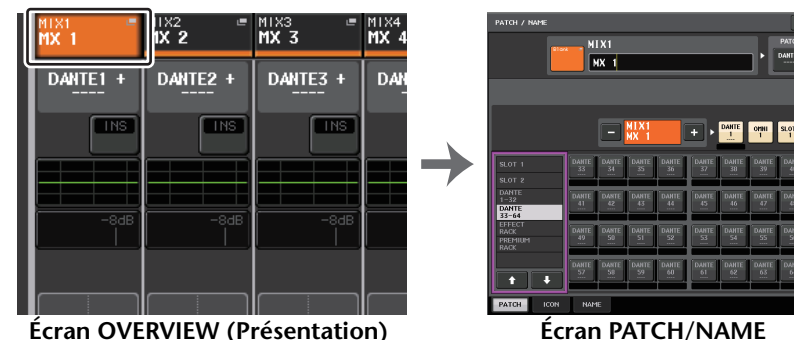 MIX1
MX 1
MIX2
MX 2
MIX3
MX 3
MIX4
MX 4
DANTE1 +
----
DANTE2 +
----
DANTE3 +
----
DAN
INS
INS
INS
-8dB
-8dB
-8dB
Écran OVERVIEW (Présentation)
PATCH / NAME
MIX1
MX 1
PATC
DANT
----
-
MIX1
MX 1
+
DANTE
1
OMNI
1
SLOT
1
SLOT 1
SLOT 2
DANTE
1-32
DANTE
33-64
EFFECT
RACK
PREMIUM
RACK
DANTE 33
DANTE 34
DANTE 35
DANTE 36
DANTE 37
DANTE 38
DANTE 39
DANTE 41
DANTE 42
DANTE 43
DANTE 44
DANTE 45
DANTE 46
DANTE 47
DANTE 49
DANTE 50
DANTE 51
DANTE 52
DANTE 53
DANTE 54
DANTE 55
DANTE 57
DANTE 58
DANTE 59
DANTE 60
DANTE 61
DANTE 62
DANTE 63
PATCH
ICON
NAME
Écran PATCH/NAME